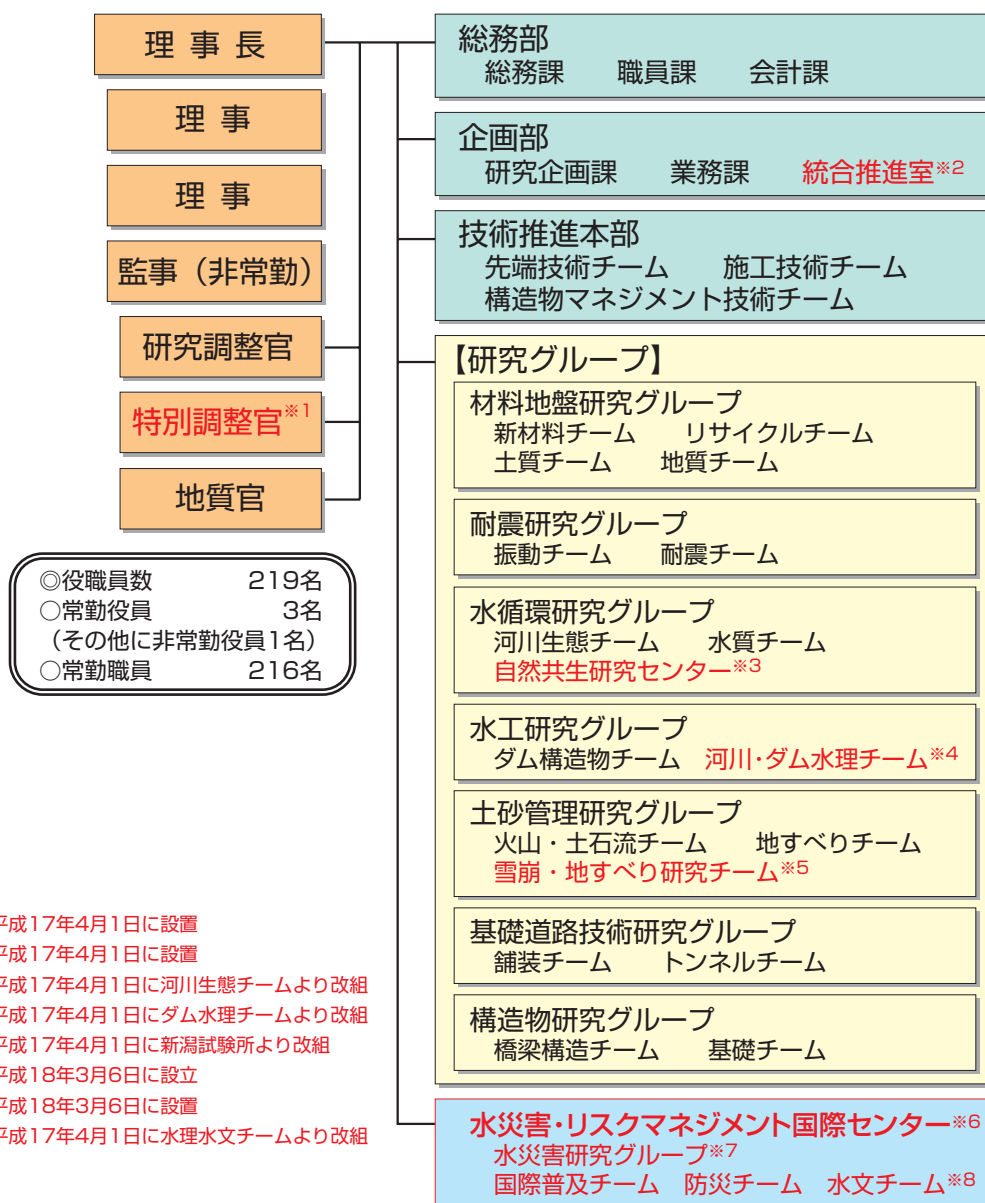 理 事 長
理 事
理 事
監事（非常勤）
研究調整官
特別調整官※1
地質官
◎役職員数 219名
○常勤役員 3名
（その他に非常勤役員1名）
○常勤職員 216名
総務部
総務課 職員課 会計課
企画部
研究企画課 業務課 統合推進室※2
技術推進本部
先端技術チーム 施工技術チーム
構造物マネジメント技術チーム
【研究グループ】
材料地盤研究グループ
新材料チーム リサイクルチーム
土質チーム 地質チーム
耐震研究グループ
振動チーム 耐震チーム
水循環研究グループ
河川生態チーム 水質チーム
自然共生研究センター※3
水工研究グループ
ダム構造物チーム 河川・ダム水理チーム※4
土砂管理研究グループ
火山・土石流チーム 地すべりチーム
雪崩・地すべり研究チーム※5
基礎道路技術研究グループ
舗装チーム トンネルチーム
構造物研究グループ
橋梁構造チーム 基礎チーム
水災害・リスクマネジメント国際センター※6
水災害研究グループ※7
国際普及チーム 防災チーム 水文チーム※8
平成17年4月1日に設置
平成17年4月1日に設置
平成17年4月1日に河川生態チームより改組
平成17年4月1日にダム水理チームより改組
平成17年4月1日に新潟試験所より改組
平成18年3月6日に設立
平成18年3月6日に設置
平成17年4月1日に水理水文チームより改組